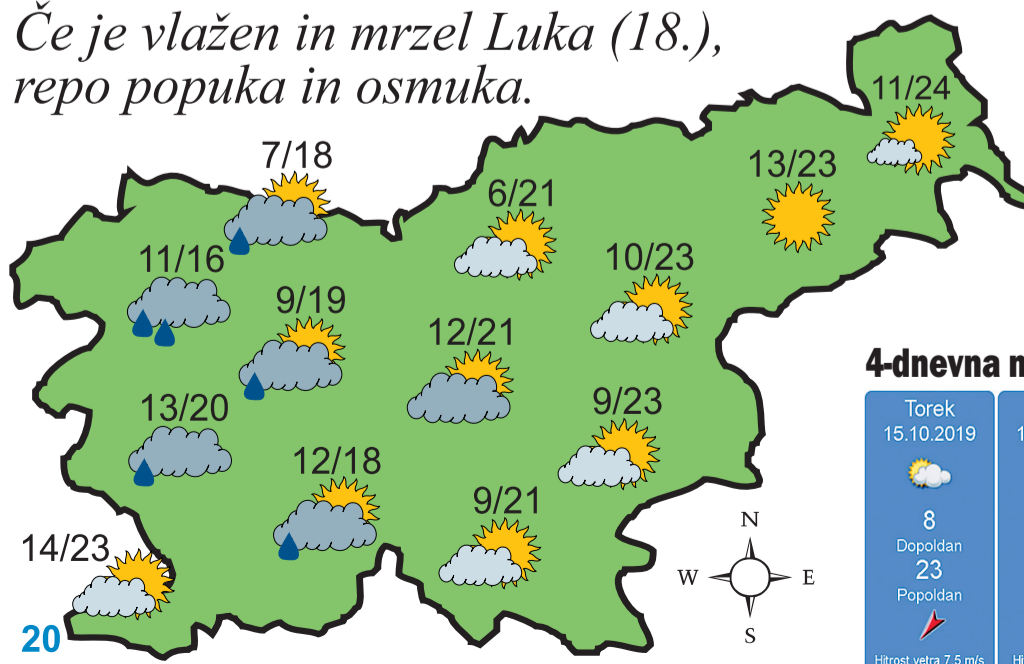 Če je vlažen in mrzel Luka (18.),
repo popuka in osmuka.
11/24
7/18
13/23
6/21
11/16
10/23
9/19
12/21
13/20
9/23
12/18
9/21
14/23
N
W E
S
20
4-dnevna
Torek
15.10.2019
8
Dopoldan
23
Popoldan
Hitrost vetra 7.5 m/s